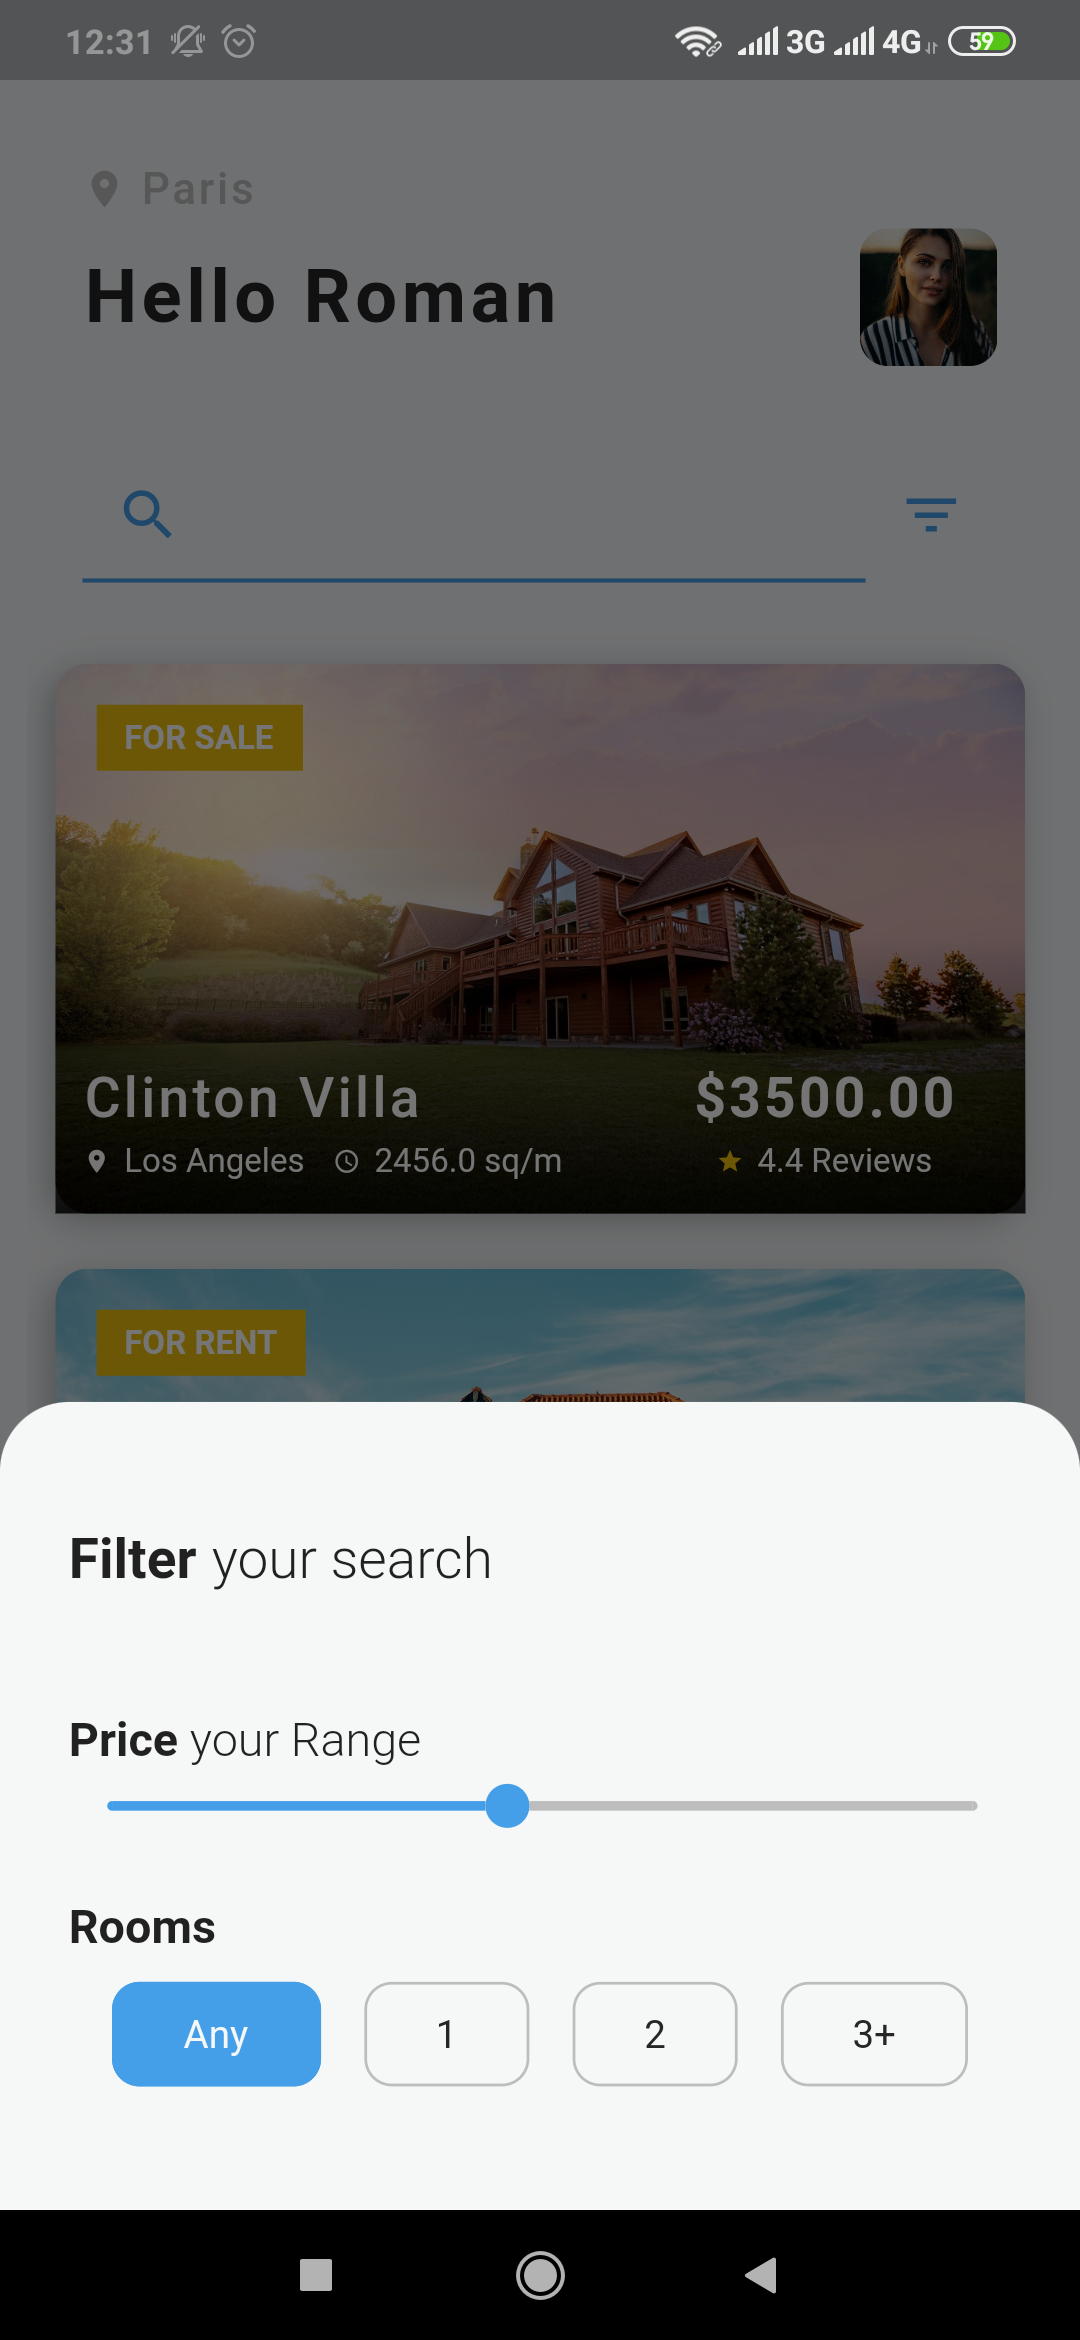 12:31 3G 4G 59
Paris
Hello Roman
FOR SALE
Clinton Villa $3500.00
Los Angeles 2456.0 sq/m 4.4 Reviews
FOR RENT
Filter your search
Price your Range
Rooms
Any 1 2 3+